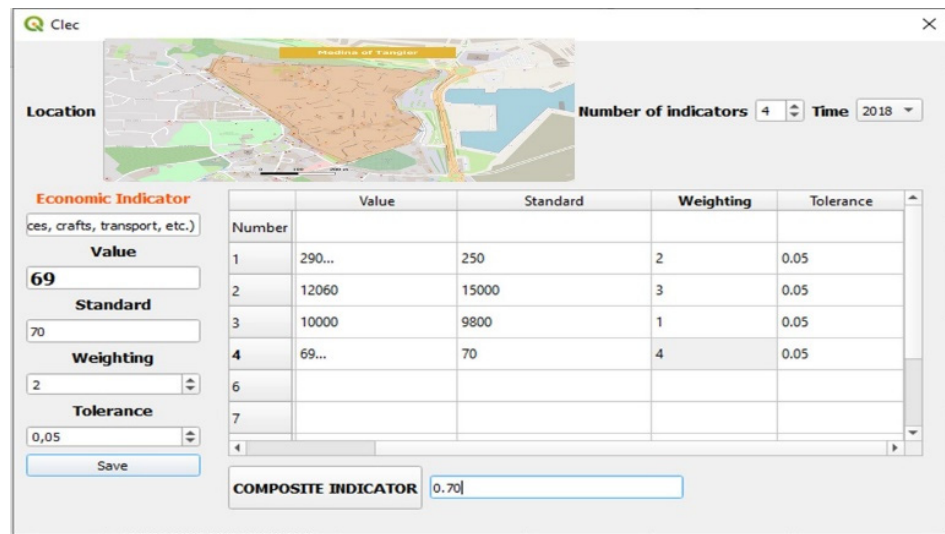 Clec
Medina of Tangier
Location
Number of indicators 4 Time 2018
Economic Indicator
ces, crafts, transport, etc.)
Value
69
Standard
70
Weighting
2
Tolerance
0,05
Save
Value Standard Weighting Tolerance
Number
1 290... 250 2 0.05
2 12060 15000 3 0.05
3 10000 9800 1 0.05
4 69... 70 4 0.05
6
7
COMPOSITE INDICATOR 0.70